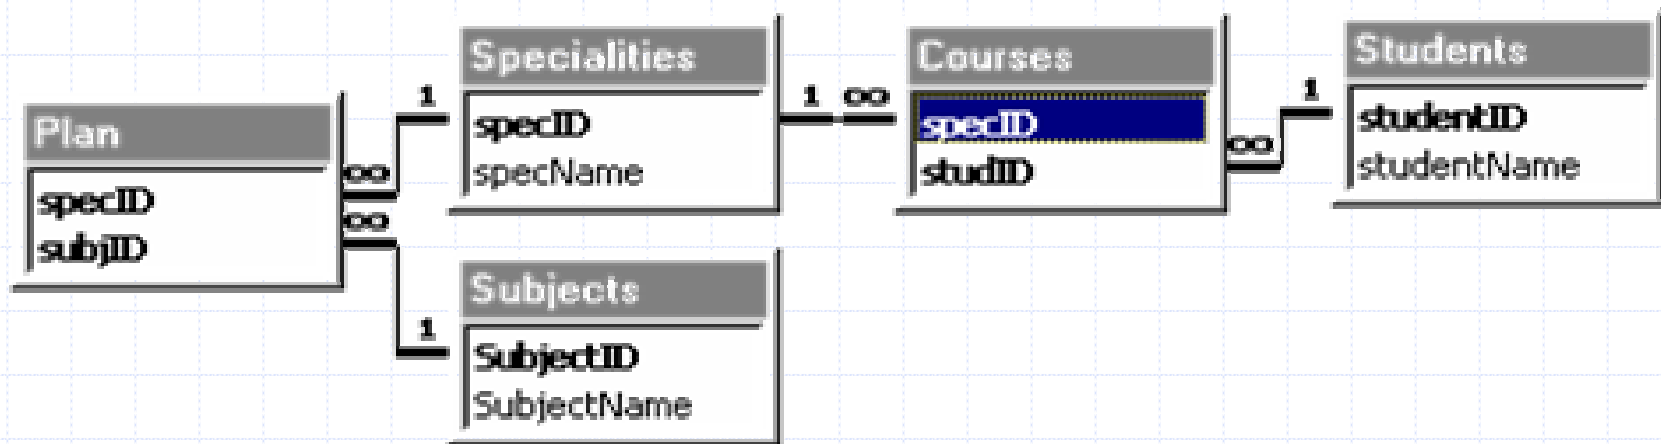 Plan
specID
subjID
∞
∞
1
1
Specialities
specID
specName
Subjects
SubjectID
SubjectName
1
∞
Courses
specID
studID
∞
1
Students
studentID
studentName